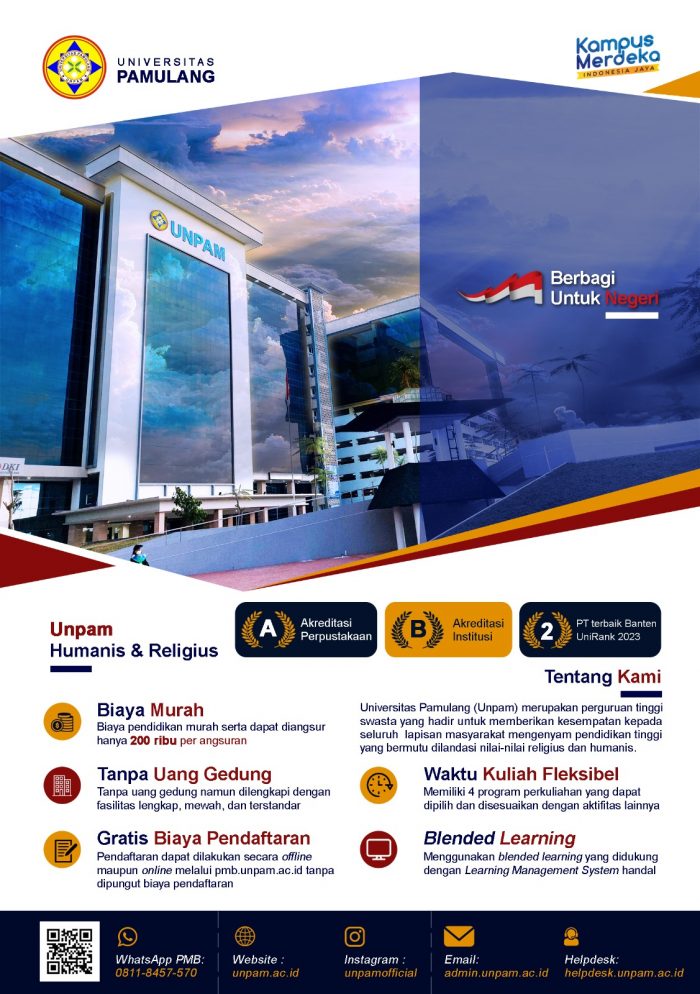 UNIVERSITAS
PAMULANG
Kampus
Merdeka
INDONESIA JAYA
UNPAM
Berbagi
Untuk Negeri
DKI
Unpam
Humanis & Religius
A
Akreditasi
Perpustakaan
B
Akreditasi
Institusi
2
PT terbaik Banten
UniRank 2023
Tentang Kami
Universitas Pamulang (Unpam) merupakan perguruan tinggi
swasta yang hadir untuk memberikan kesempatan kepada
seluruh lapisan masyarakat mengenyam pendidikan tinggi
yang bermutu dilandasi nilai-nilai religius dan humanis.
Biaya Murah
Biaya pendidikan murah serta dapat diangsur
hanya 200 ribu per angsuran
Tanpa Uang Gedung
Tanpa uang gedung namun dilengkapi dengan
fasilitas lengkap, mewah, dan terstandar
Waktu Kuliah Fleksibel
Memiliki 4 program perkuliahan yang dapat
dipilih dan disesuaikan dengan aktifitas lainnya
Gratis Biaya Pendaftaran
Pendaftaran dapat dilakukan secara offline
maupun online melalui pmb.unpam.ac.id tanpa
dipungut biaya pendaftaran
Blended Learning
Menggunakan blended learning yang didukung
dengan Learning Management System handal
WhatsApp PMB:
0811-8457-570
Website :
unpam.ac.id
Instagram :
unpamofficial
Email:
admin.unpam.ac.id
Helpdesk:
helpdesk.unpam.ac.id